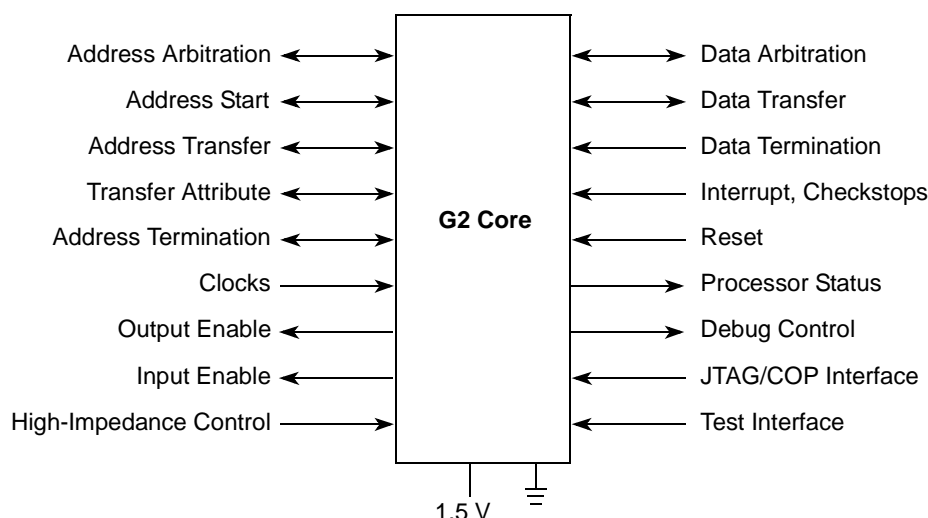 Address Arbitration
Address Start
Address Transfer
Transfer Attribute
Address Termination
Clocks
Output Enable
Input Enable
High-Impedance Control
G2 Core
Data Arbitration
Data Transfer
Data Termination
Interrupt, Checkstops
Reset
Processor Status
Debug Control
JTAG/COP Interface
Test Interface
1.5 V